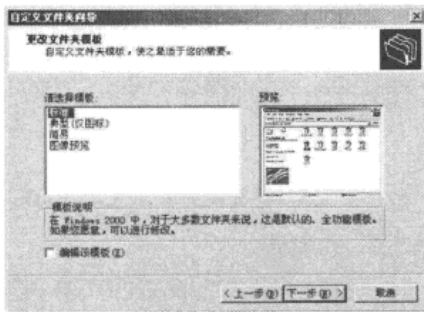 自定义文件夹向导
更改文件夹模板
自定义文件夹模板，使之更适于您的需要。
请选择模板:
预览:
标准
典型(仅图标)
简易
图像预览
模板说明
在 Windows 2000 中，对于大多数文件夹来说，这是默认的、全功能模板。
如果您愿意，可以进行修改。
编辑该模板(E)
<上一步(B)
下一步(N) >
取消